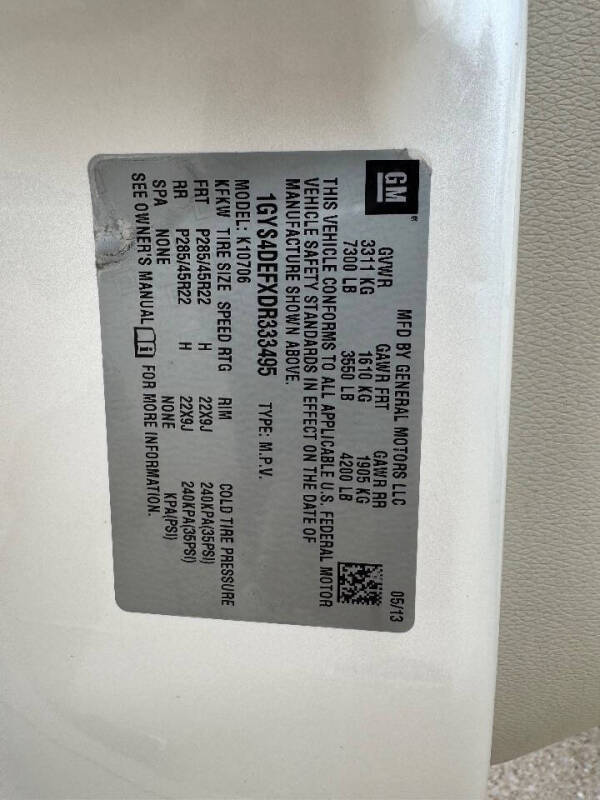 GM®
MFD BY GENERAL MOTORS LLC 05/13
GVWR GAWR FRT GAWR RR
3311 KG 1610 KG 1905 KG
7300 LB 3550 LB 4200 LB
THIS VEHICLE CONFORMS TO ALL APPLICABLE U.S. FEDERAL MOTOR
VEHICLE SAFETY STANDARDS IN EFFECT ON THE DATE OF
MANUFACTURE SHOWN ABOVE.
1GYS4DEFXDR333495 TYPE: M.P.V.
MODEL: K10706
KFKW TIRE SIZE SPEED RTG RIM COLD TIRE PRESSURE
FRT P285/45R22 H 22X9J 240KPA(35PSI)
RR P285/45R22 H 22X9J 240KPA(35PSI)
SPA NONE NONE KPA(PSI)
SEE OWNER'S MANUAL i FOR MORE INFORMATION.